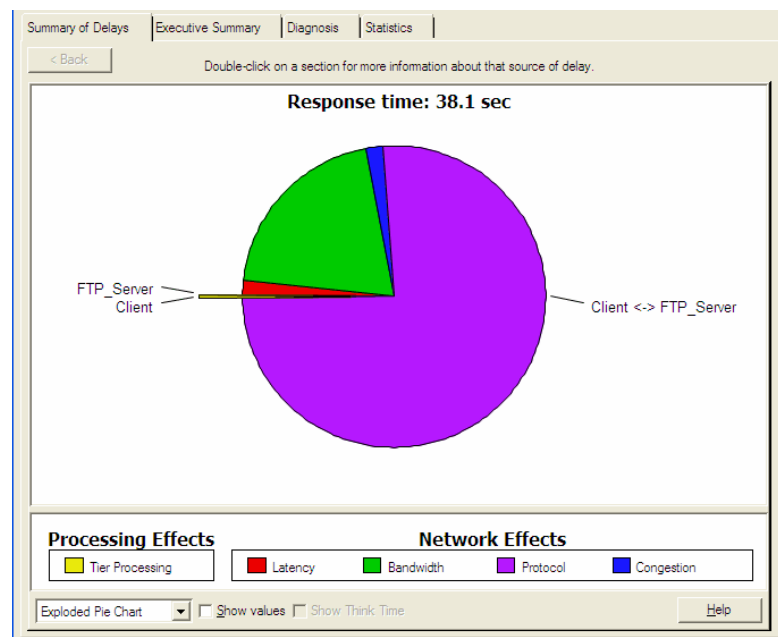 Summary of Delays Executive Summary Diagnosis Statistics
< Back Double-click on a section for more information about that source of delay.
Response time: 38.1 sec
FTP_Server
Client
Client <-> FTP_Server
Processing Effects Network Effects
Tier Processing Latency Bandwidth Protocol Congestion
Exploded Pie Chart Show values Show Think Time Help